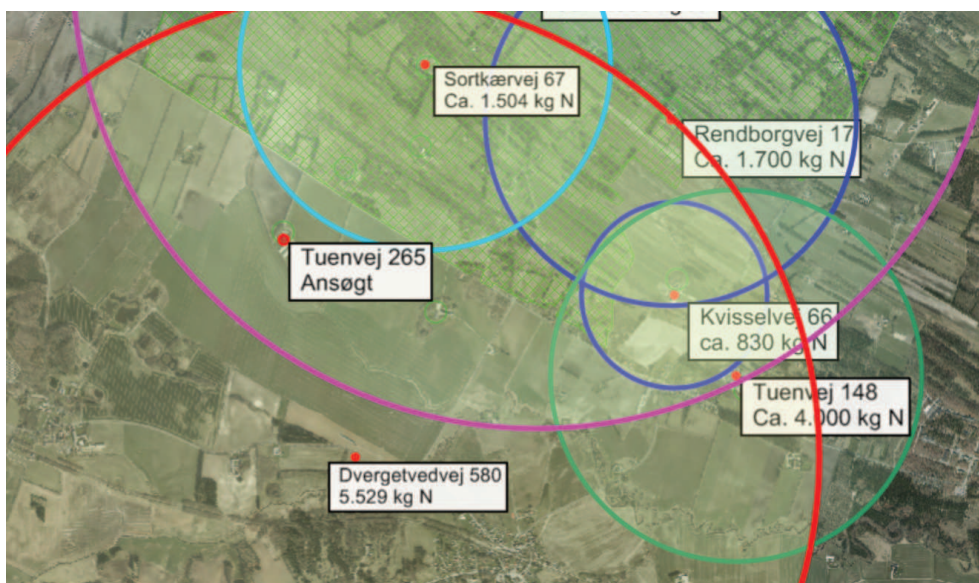 Sortkærvej 67
Ca. 1.504 kg N
Rendborgvej 17
Ca. 1.700 kg N
Tuenvej 265
Ansøgt
Kvisselvej 66
ca. 830 kg N
Tuenvej 148
Ca. 4.000 kg N
Dvergetvedvej 580
5.529 kg N